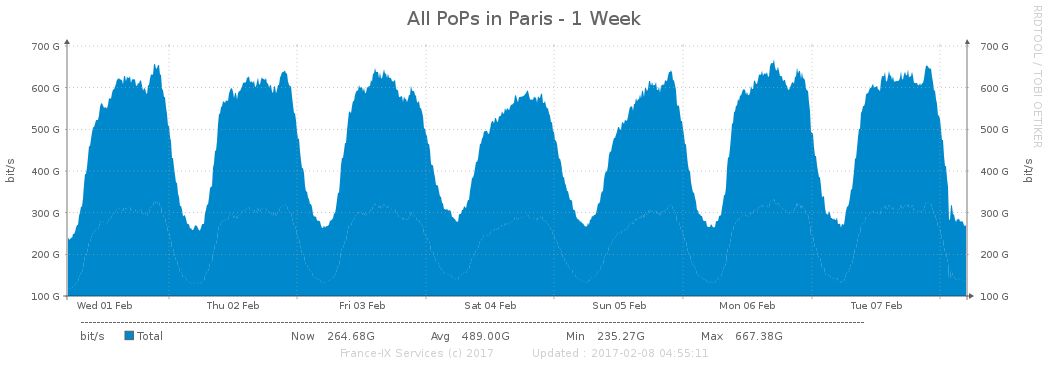 All PoPs in Paris - 1 Week
RRDTOOL / TOBI OETIKER
700 G 700 G
600 G 600 G
500 G 500 G
400 G 400 G
300 G 300 G
200 G 200 G
100 G 100 G
bit/s bit/s
Wed 01 Feb Thu 02 Feb Fri 03 Feb Sat 04 Feb Sun 05 Feb Mon 06 Feb Tue 07 Feb
bit/s Total Now 264.68G Avg 489.00G Min 235.27G Max 667.38G
France-IX Services (c) 2017 Updated : 2017-02-08 04:55:11